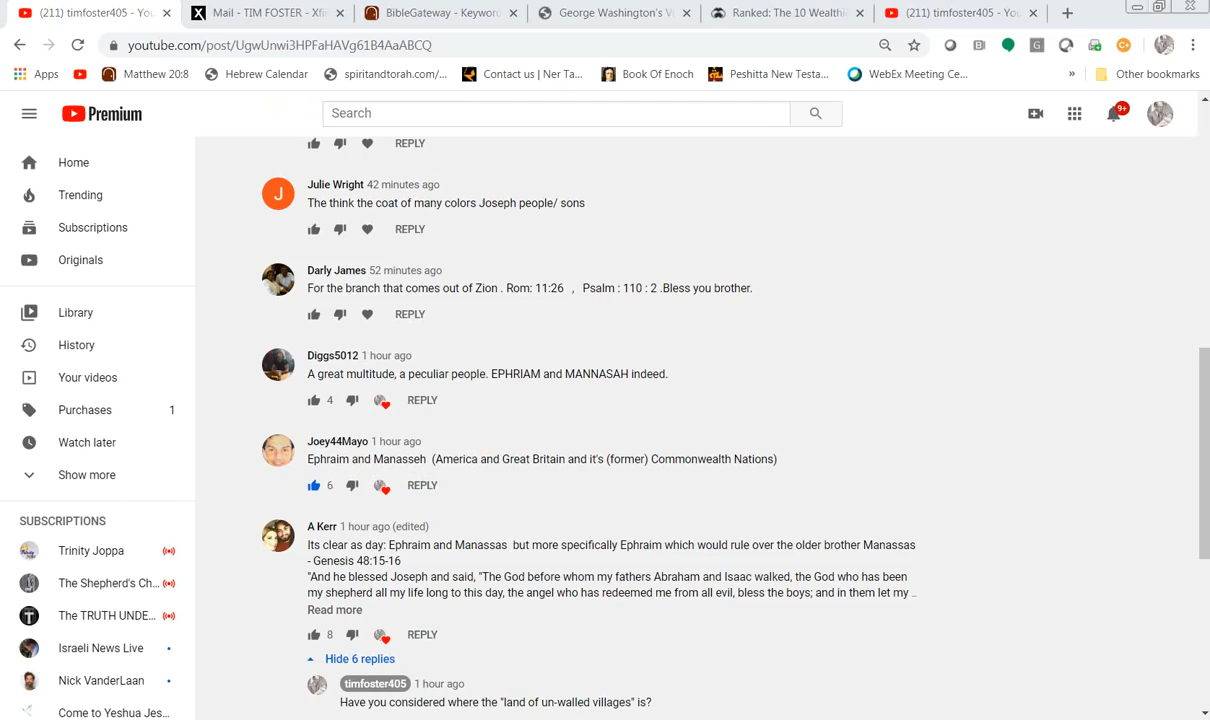 (211) timfoster405 - You
Mail - TIM FOSTER - Xfi
BibleGateway - Keywor
George Washington's V
Ranked: The 10 Wealthi
(211) timfoster405 - You
youtube.com/post/UgwUnwi3HPFaHAVg61B4AaABCQ
Apps
Matthew 20:8
Hebrew Calendar
spiritandtorah.com/...
Contact us | Ner Ta...
Book Of Enoch
Peshitta New Testa...
WebEx Meeting Ce...
»
Other bookmarks
Premium
Search
9+
Home
Trending
Subscriptions
Originals
Library
History
Your videos
Purchases 1
Watch later
Show more
SUBSCRIPTIONS
Trinity Joppa
The Shepherd's Ch...
The TRUTH UNDE...
Israeli News Live
Nick VanderLaan
Come to Yeshua Jes...
REPLY
J
Julie Wright 42 minutes ago
The think the coat of many colors Joseph people/ sons
REPLY
Darly James 52 minutes ago
For the branch that comes out of Zion . Rom: 11:26 , Psalm : 110 : 2 .Bless you brother.
REPLY
Diggs5012 1 hour ago
A great multitude, a peculiar people. EPHRIAM and MANNASAH indeed.
4 REPLY
Joey44Mayo 1 hour ago
Ephraim and Manasseh (America and Great Britain and it's (former) Commonwealth Nations)
6 REPLY
A Kerr 1 hour ago (edited)
Its clear as day: Ephraim and Manassas but more specifically Ephraim which would rule over the older brother Manassas
- Genesis 48:15-16
"And he blessed Joseph and said, "The God before whom my fathers Abraham and Isaac walked, the God who has been
my shepherd all my life long to this day, the angel who has redeemed me from all evil, bless the boys; and in them let my ...
Read more
8 REPLY
Hide 6 replies
timfoster405 1 hour ago
Have you considered where the "land of un-walled villages" is?